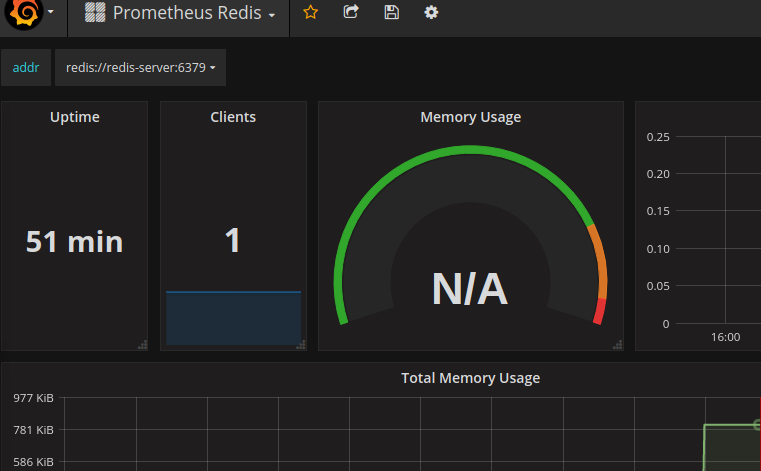 Prometheus Redis
addr redis://redis-server:6379
Uptime
Clients
Memory Usage
51 min
1
N/A
0.25
0.20
0.15
0.10
0.05
0
16:00
Total Memory Usage
977 KiB
781 KiB
586 KiB